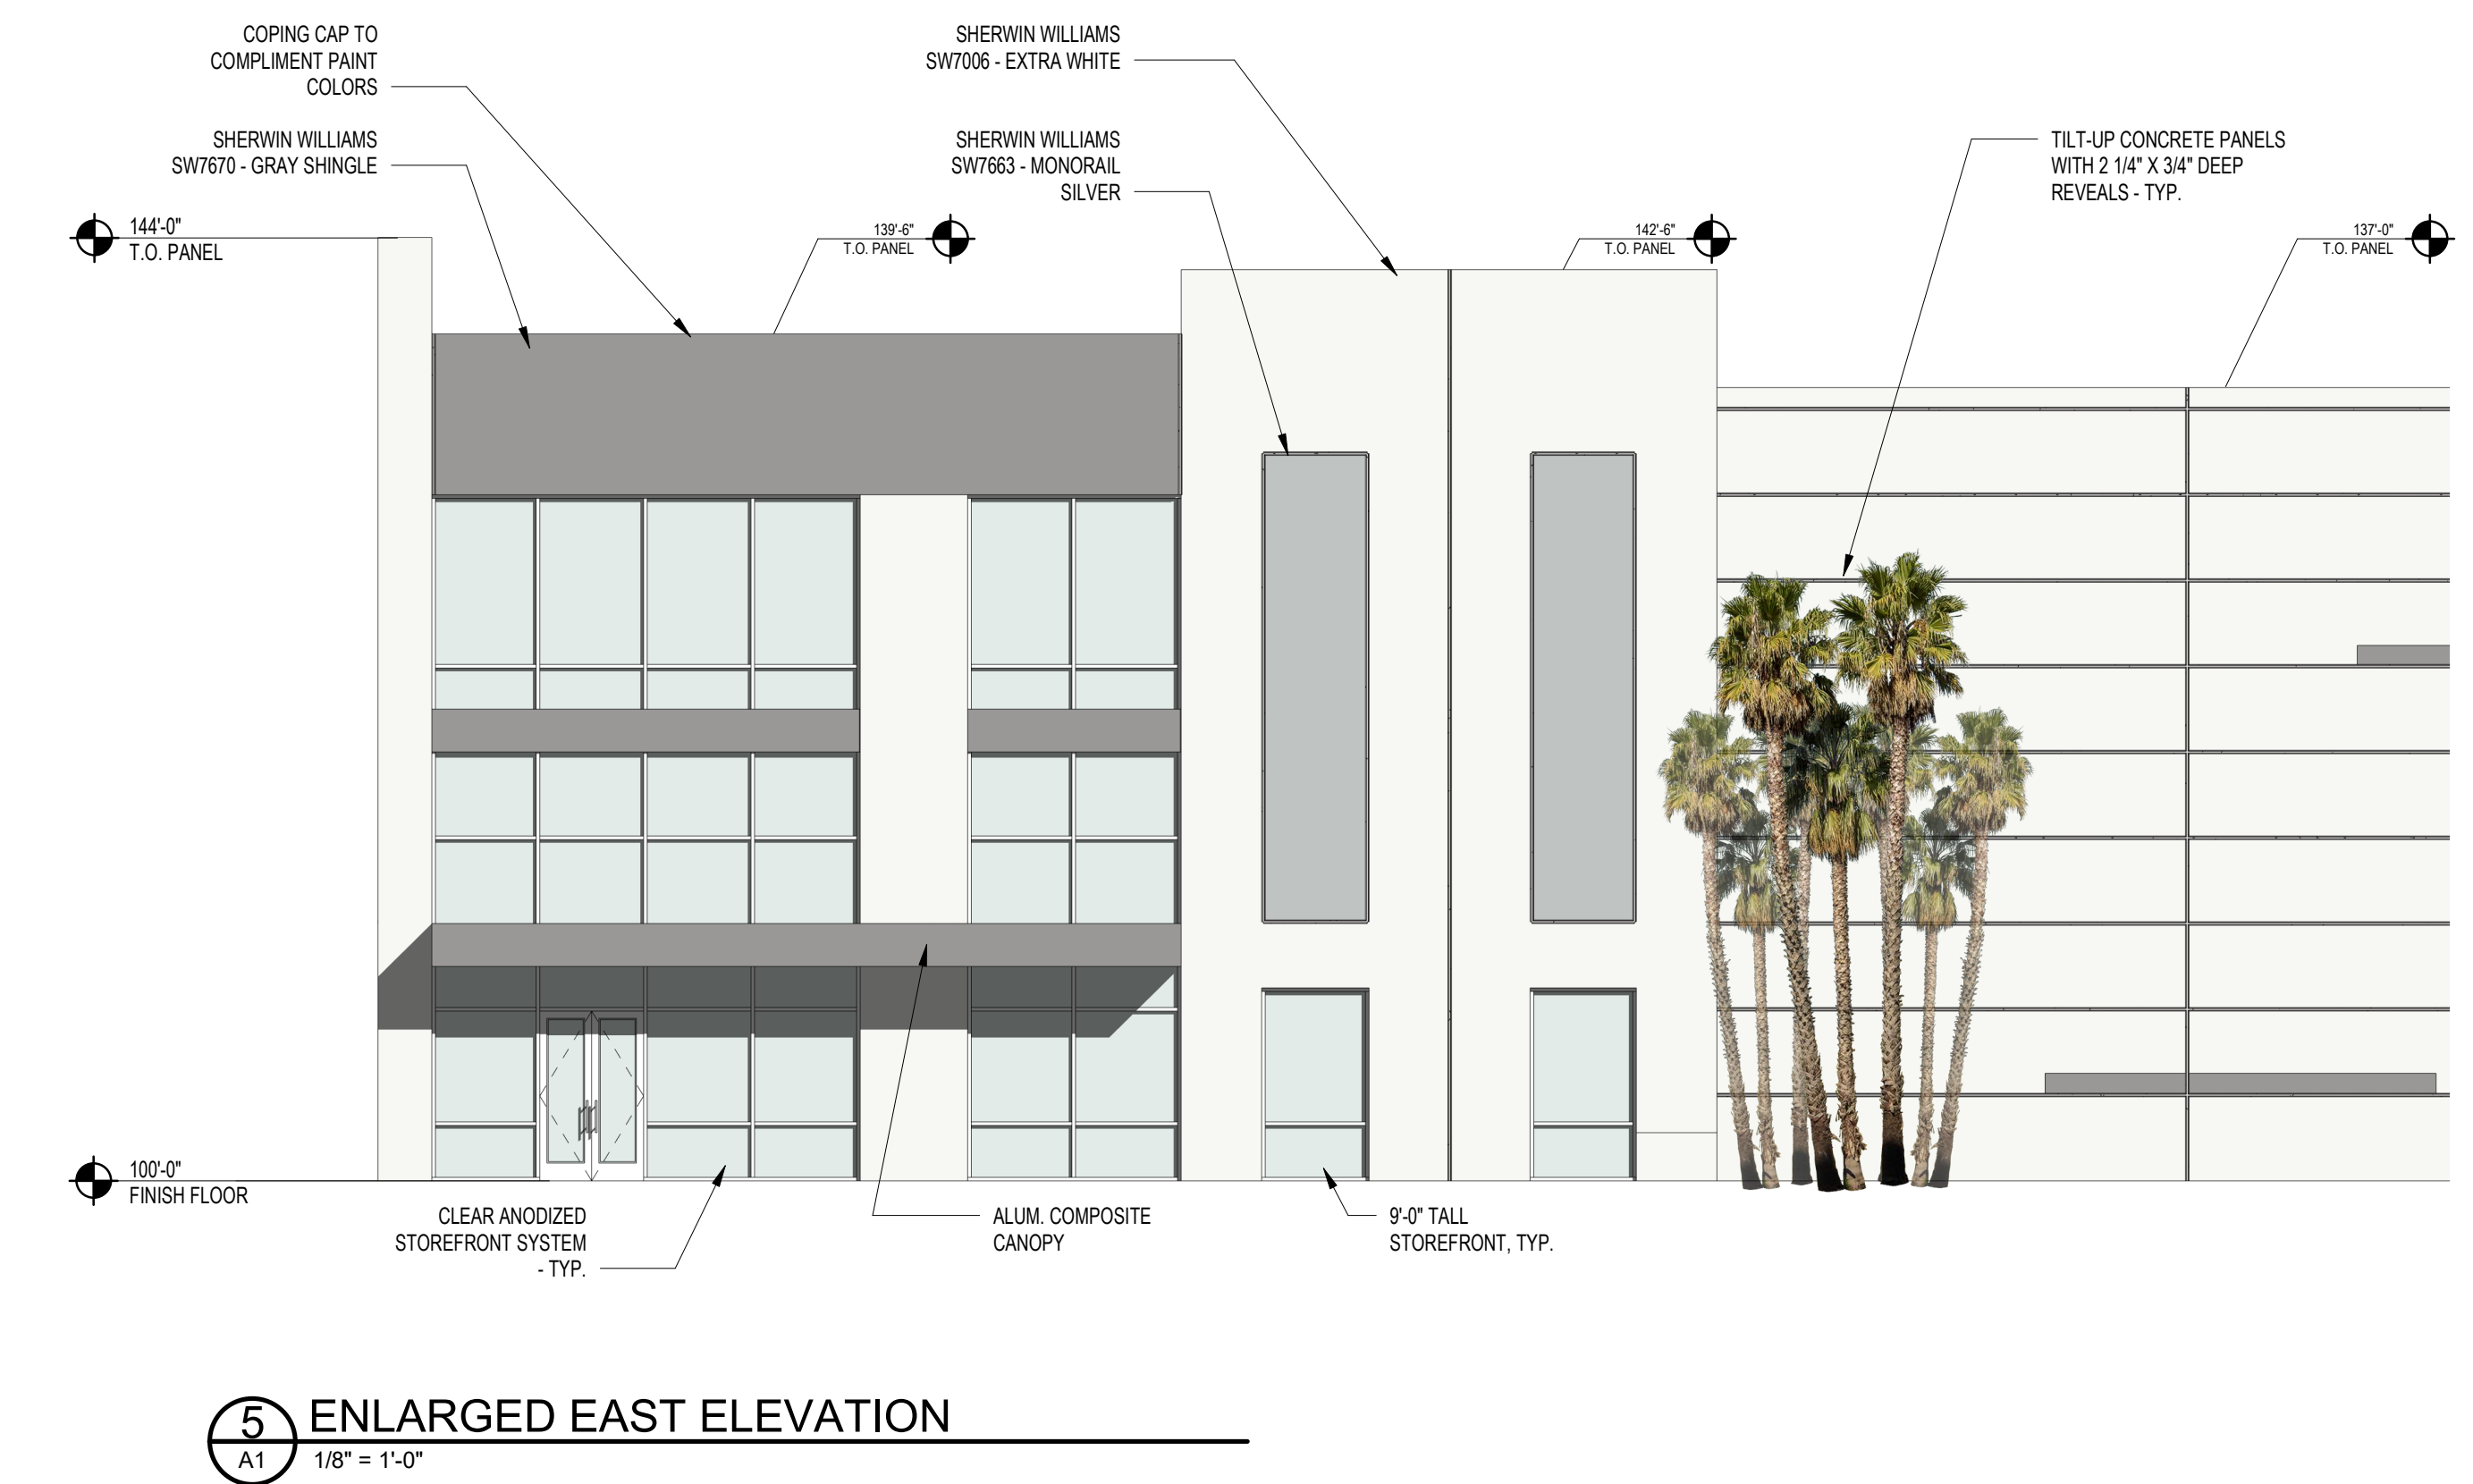 COPING CAP TO
COMPLIMENT PAINT
COLORS
SHERWIN WILLIAMS
SW7670 - GRAY SHINGLE
SHERWIN WILLIAMS
SW7006 - EXTRA WHITE
SHERWIN WILLIAMS
SW7663 - MONORAIL
SILVER
TILT-UP CONCRETE PANELS
WITH 2 1/4" X 3/4" DEEP
REVEALS - TYP.
144'-0"
T.O. PANEL
139'-6"
T.O. PANEL
142'-6"
T.O. PANEL
137'-0"
T.O. PANEL
100'-0"
FINISH FLOOR
CLEAR ANODIZED
STOREFRONT SYSTEM
- TYP.
ALUM. COMPOSITE
CANOPY
9'-0" TALL
STOREFRONT, TYP.
5
A1
ENLARGED EAST ELEVATION
1/8" = 1'-0"